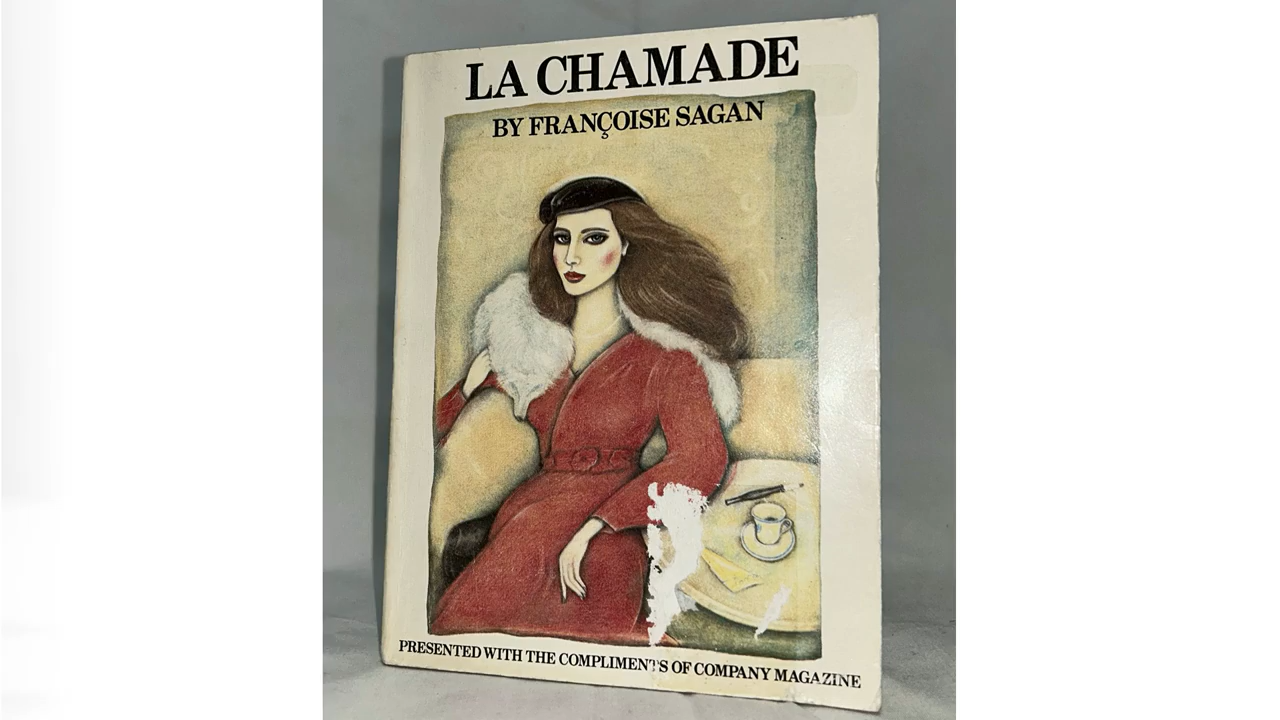 LA CHAMADE
BY FRANÇOISE SAGAN
PRESENTED WITH THE COMPLIMENTS OF COMPANY MAGAZINE